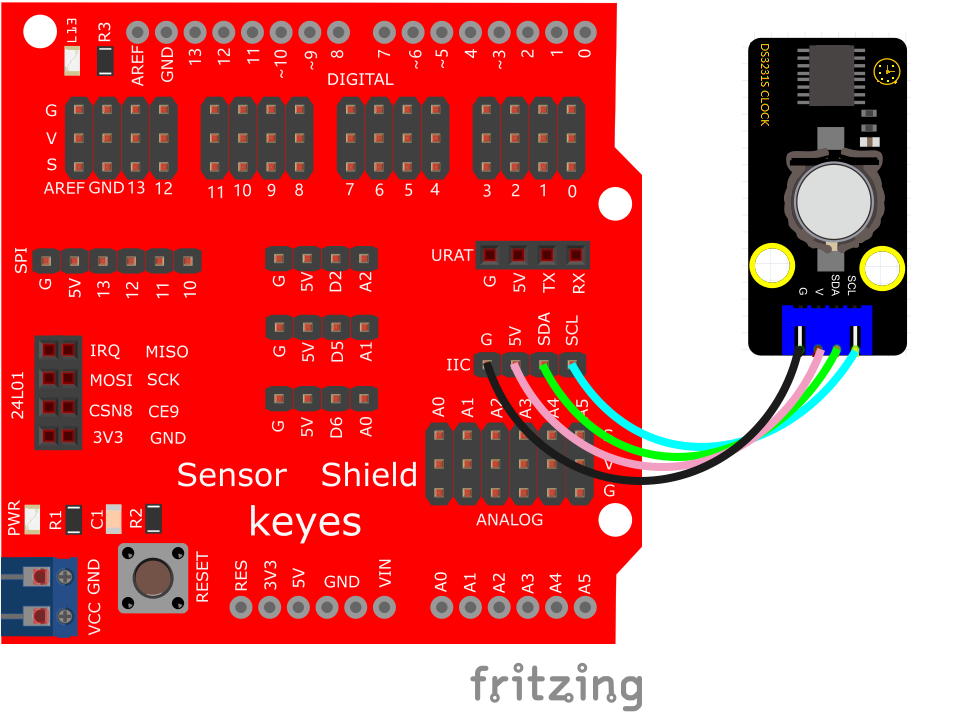 L13
R3
AREF
GND
13
12
11
~10
~9
8
7
~6
~5
4
~3
2
1
0
DIGITAL
G
V
S
AREF GND 13 12
11 10 9 8
7 6 5 4
3 2 1 0
DS3231S CLOCK
SPI
G
5V
13
12
11
10
G
5V
D2
A2
URAT
G
5V
TX
RX
G
V
SDA
SCL
G
5V
D5
A1
G
5V
SDA
SCL
IIC
24L01
IRQ MISO
MOSI SCK
CSN8 CE9
3V3 GND
G
5V
D6
A0
A0
A1
A2
A3
A4
A5
V
G
ANALOG
Sensor Shield
keyes
PWR
R1
C1
R2
GND
VCC
RESET
RES
3V3
5V
GND
VIN
A0
A1
A2
A3
A4
A5
fritzing